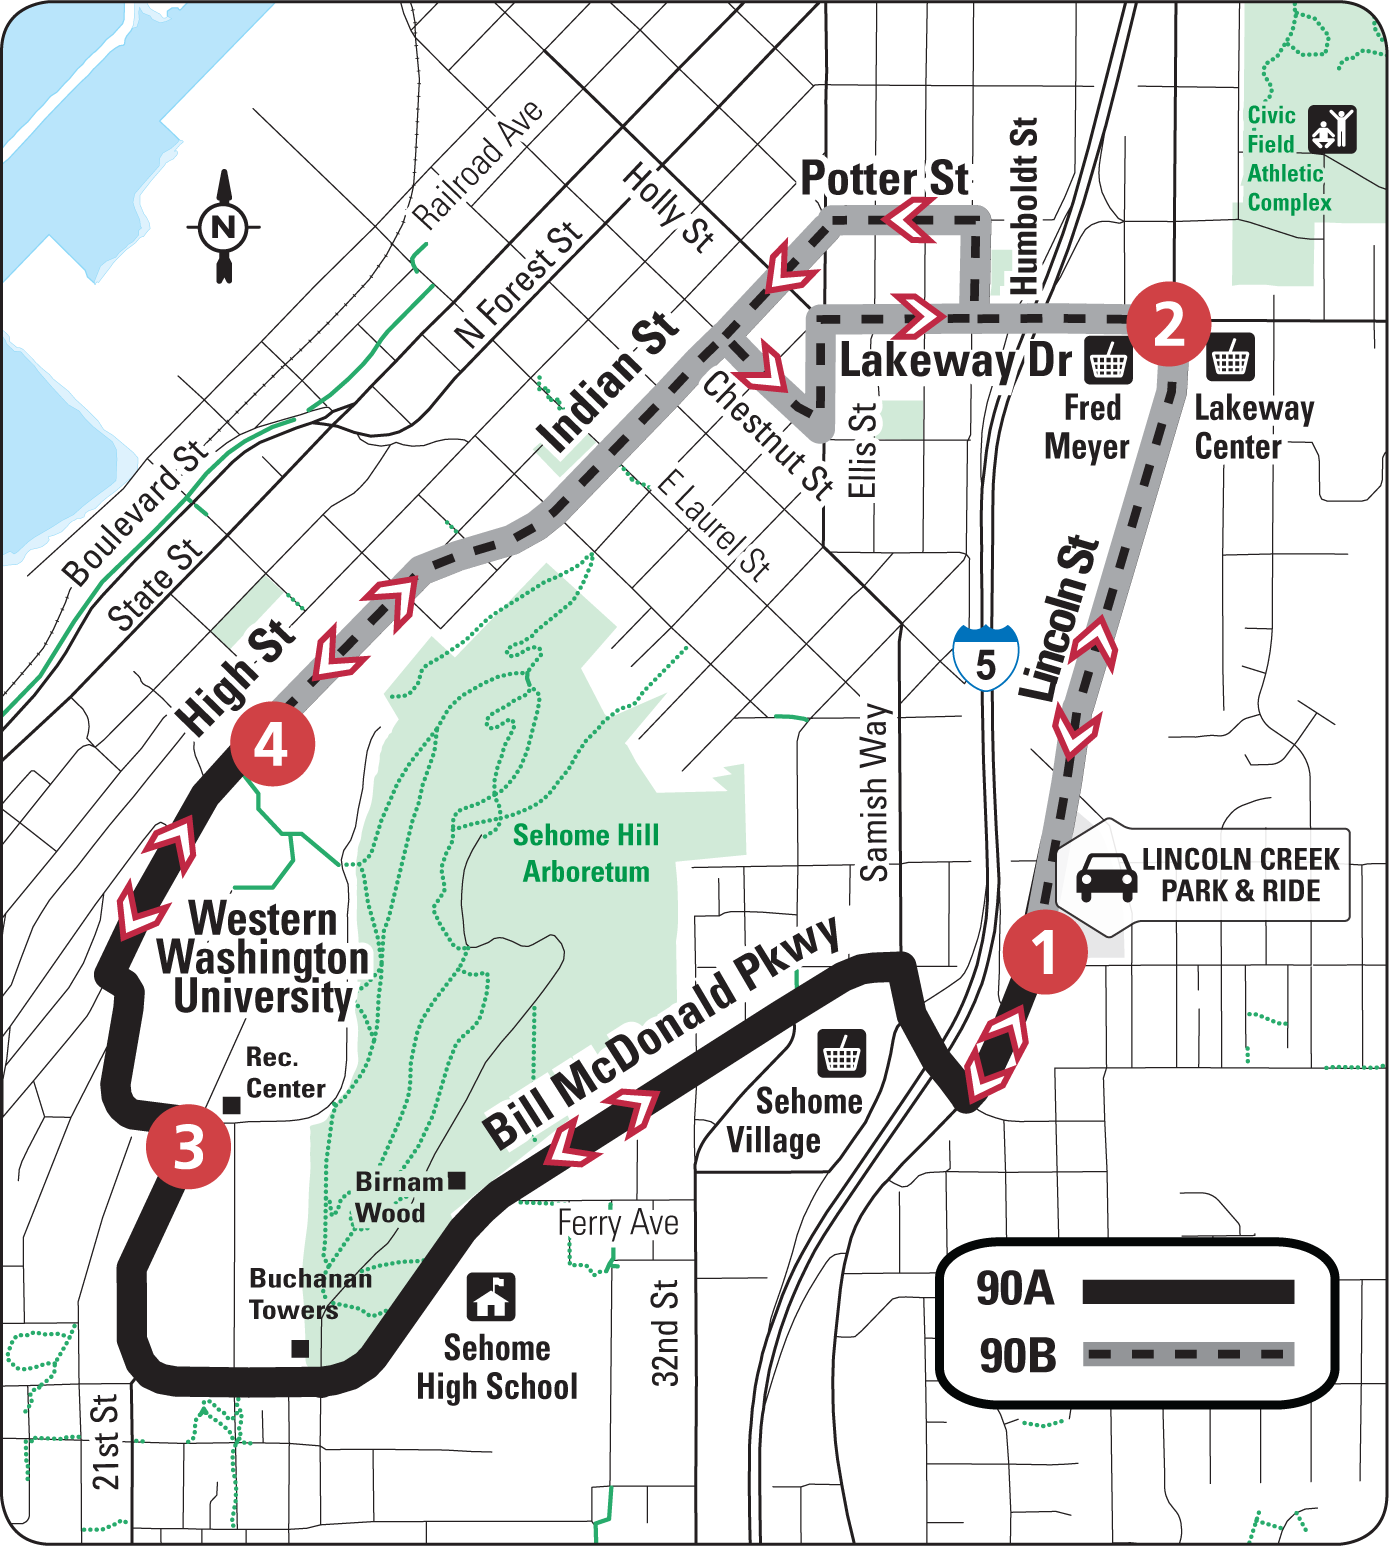 Civic
Field
Athletic
Complex
Railroad Ave
Humboldt St
Holly St
Potter St
N
N Forest St
2
Indian St
Lakeway Dr
Fred
Meyer
Lakeway
Center
Chestnut St
Ellis St
Boulevard St
State St
E Laurel St
Lincoln St
5
High St
4
Samish Way
Sehome Hill
Arboretum
LINCOLN CREEK
PARK & RIDE
1
Western
Washington
University
Bill McDonald Pkwy
Rec.
Center
3
Sehome
Village
Birnam
Wood
Ferry Ave
Buchanan
Towers
32nd St
Sehome
High School
21st St
90A
90B